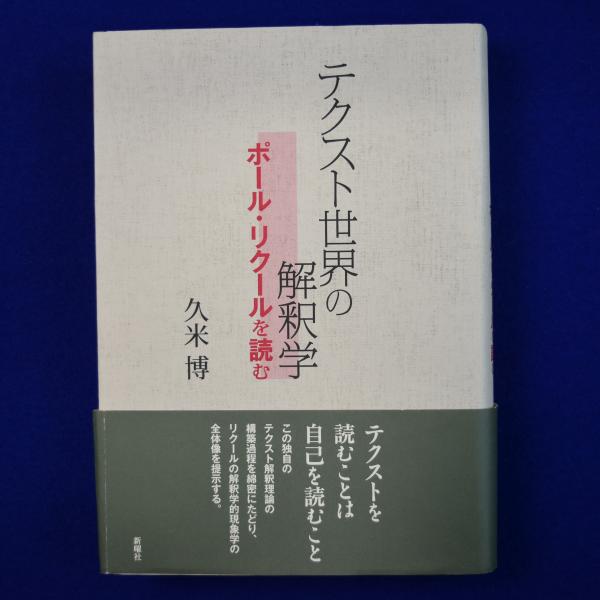 テクスト世界の
解釈学
ポール・リクールを読む
久米 博
テクストを
読むことは
自己を読むこと
この独自の
テクスト解釈理論の
構築過程を綿密にたどり、
リクールの解釈学的現象学の
全体像を提示する。
新曜社